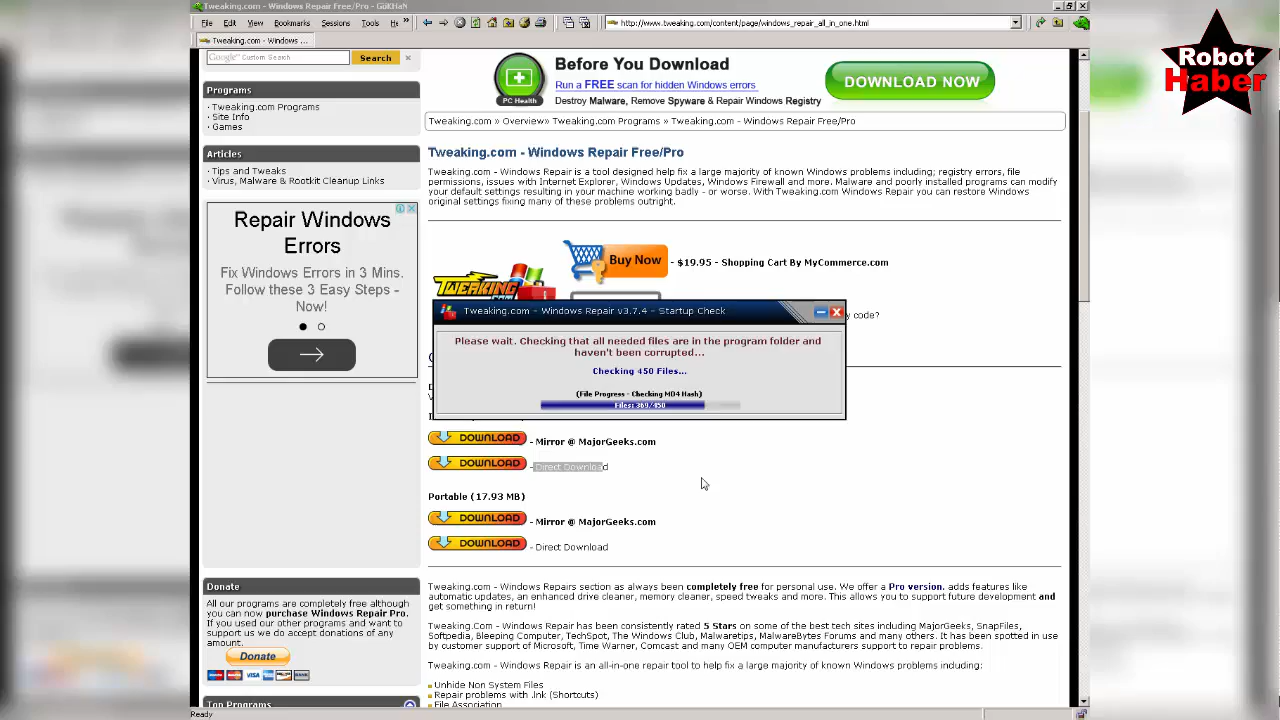 Tweaking.com - Windows Repair Free/Pro - GöKHaN
File Edit View Bookmarks Sessions Tools
http://www.tweaking.com/content/page/windows_repair_all_in_one.html
Tweaking.com - Windows ...
Robot
Haber
Google Custom Search
Search
Programs
Tweaking.com Programs
Site Info
Games
Articles
Tips and Tweaks
Virus, Malware & Rootkit Cleanup Links
Repair Windows
Errors
Fix Windows Errors in 3 Mins.
Follow these 3 Easy Steps -
Now!
Donate
All our programs are completely free although
you can now purchase Windows Repair Pro.
If you used our other programs and want to
support us we do accept donations of any
amount.
Donate
VISA
Top Programs
PC Health
Before You Download
Run a FREE scan for hidden Windows errors
Destroy Malware, Remove Spyware & Repair Windows Registry
DOWNLOAD NOW
Tweaking.com » Overview» Tweaking.com Programs » Tweaking.com - Windows Repair Free/Pro
Tweaking.com - Windows Repair Free/Pro
Tweaking.com - Windows Repair is a tool designed help fix a large majority of known Windows problems including; registry errors, file
permissions, issues with Internet Explorer, Windows Updates, Windows Firewall and more. Malware and poorly installed programs can modify
your default settings resulting in your machine working badly - or worse. With Tweaking.com Windows Repair you can restore Windows
original settings fixing many of these problems outright.
Buy Now - $19.95 - Shopping Cart By MyCommerce.com
TWEAKING
code?
Tweaking.com - Windows Repair v3.7.4 - Startup Check
Please wait. Checking that all needed files are in the program folder and
haven't been corrupted...
Checking 450 Files...
(File Progress - Checking MD4 Hash)
Files: 369/450
DOWNLOAD - Mirror @ MajorGeeks.com
DOWNLOAD - Direct Download
Portable (17.93 MB)
DOWNLOAD - Mirror @ MajorGeeks.com
DOWNLOAD - Direct Download
Tweaking.com - Windows Repairs section as always been completely free for personal use. We offer a Pro version. adds features like
automatic updates, an enhanced drive cleaner, memory cleaner, speed tweaks and more. This allows you to support future development and
get something in return!
Tweaking.Com - Windows Repair has been consistently rated 5 Stars on some of the best tech sites including MajorGeeks, SnapFiles,
Softpedia, Bleeping Computer, TechSpot, The Windows Club, Malwaretips, MalwareBytes Forums and many others. It has been spotted in use
by customer support of Microsoft, Time Warner, Comcast and many OEM computer manufacturers support to repair problems.
Tweaking.com - Windows Repair is an all-in-one repair tool to help fix a large majority of known Windows problems including:
Unhide Non System Files
Repair problems with .lnk (Shortcuts)
File Association
Ready